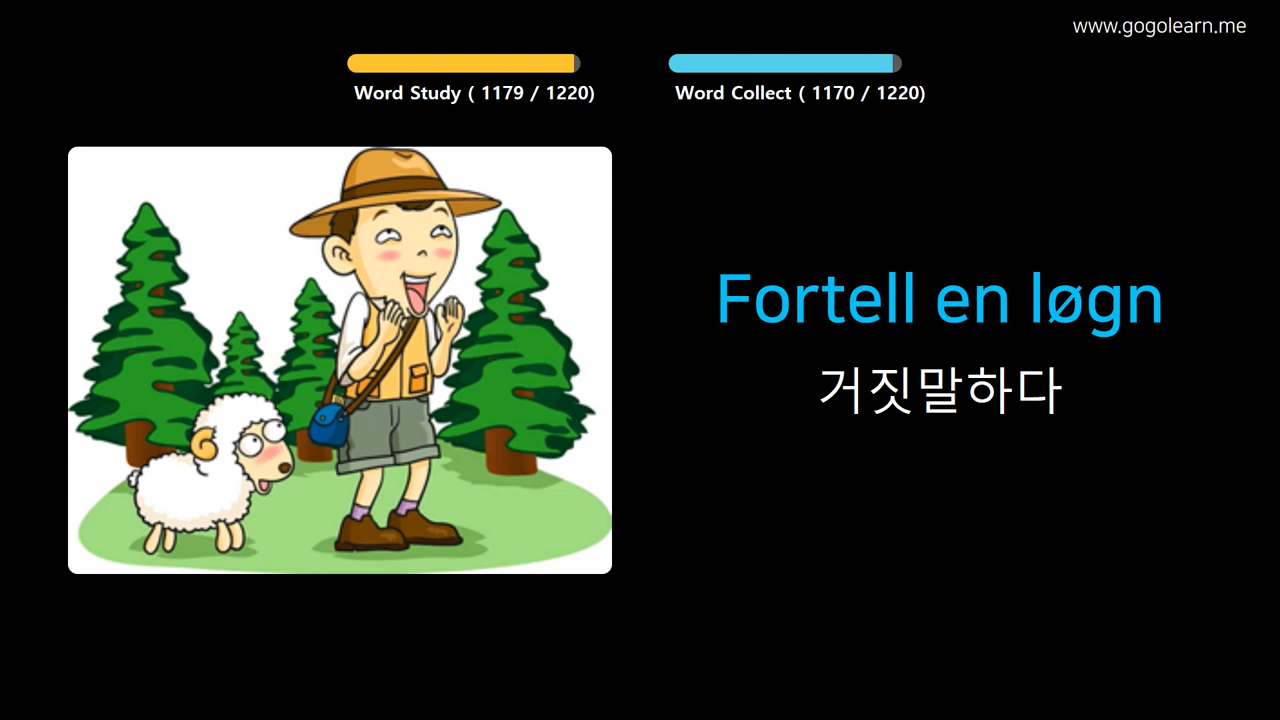 www.gogolearn.me
Word Study ( 1179 / 1220)
Word Collect ( 1170 / 1220)
Fortell en løgn
거짓말하다